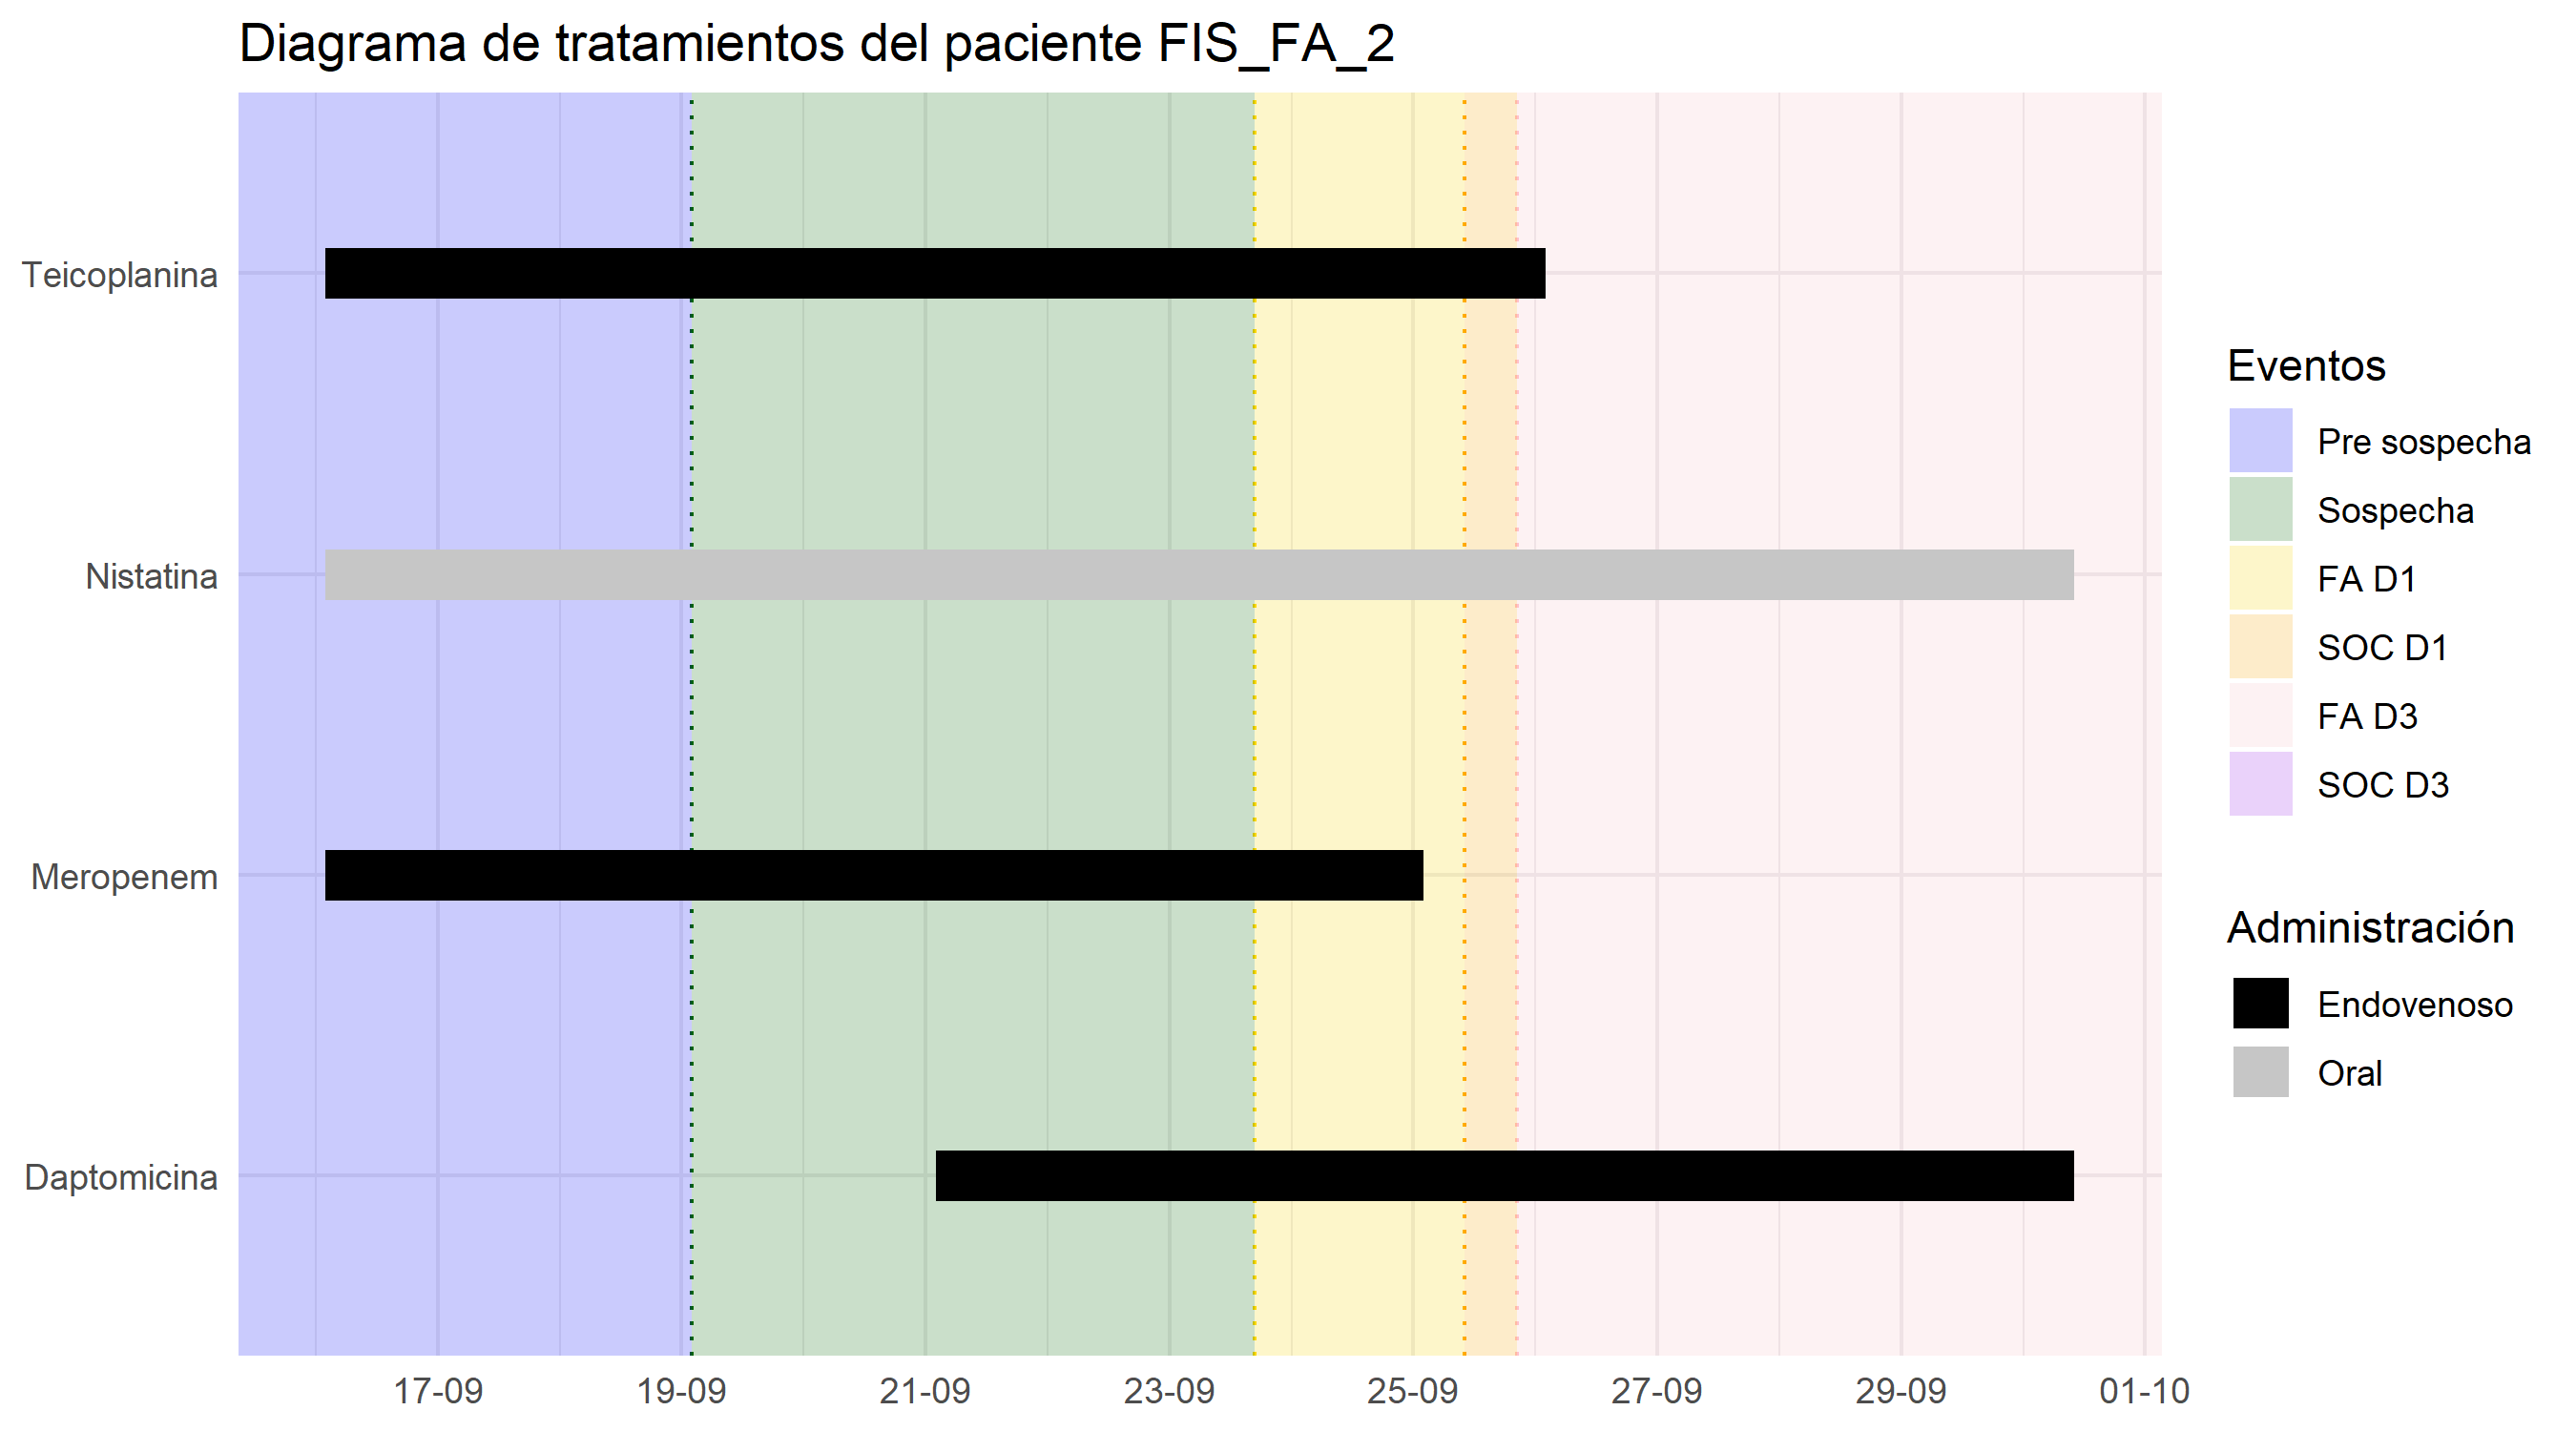 Diagrama de tratamientos del paciente FIS_FA_2
Teicoplanina
Nistatina
Meropenem
Daptomicina
17-09
19-09
21-09
23-09
25-09
27-09
29-09
01-10
Eventos
Pre sospecha
Sospecha
FA D1
SOC D1
FA D3
SOC D3
Administración
Endovenoso
Oral